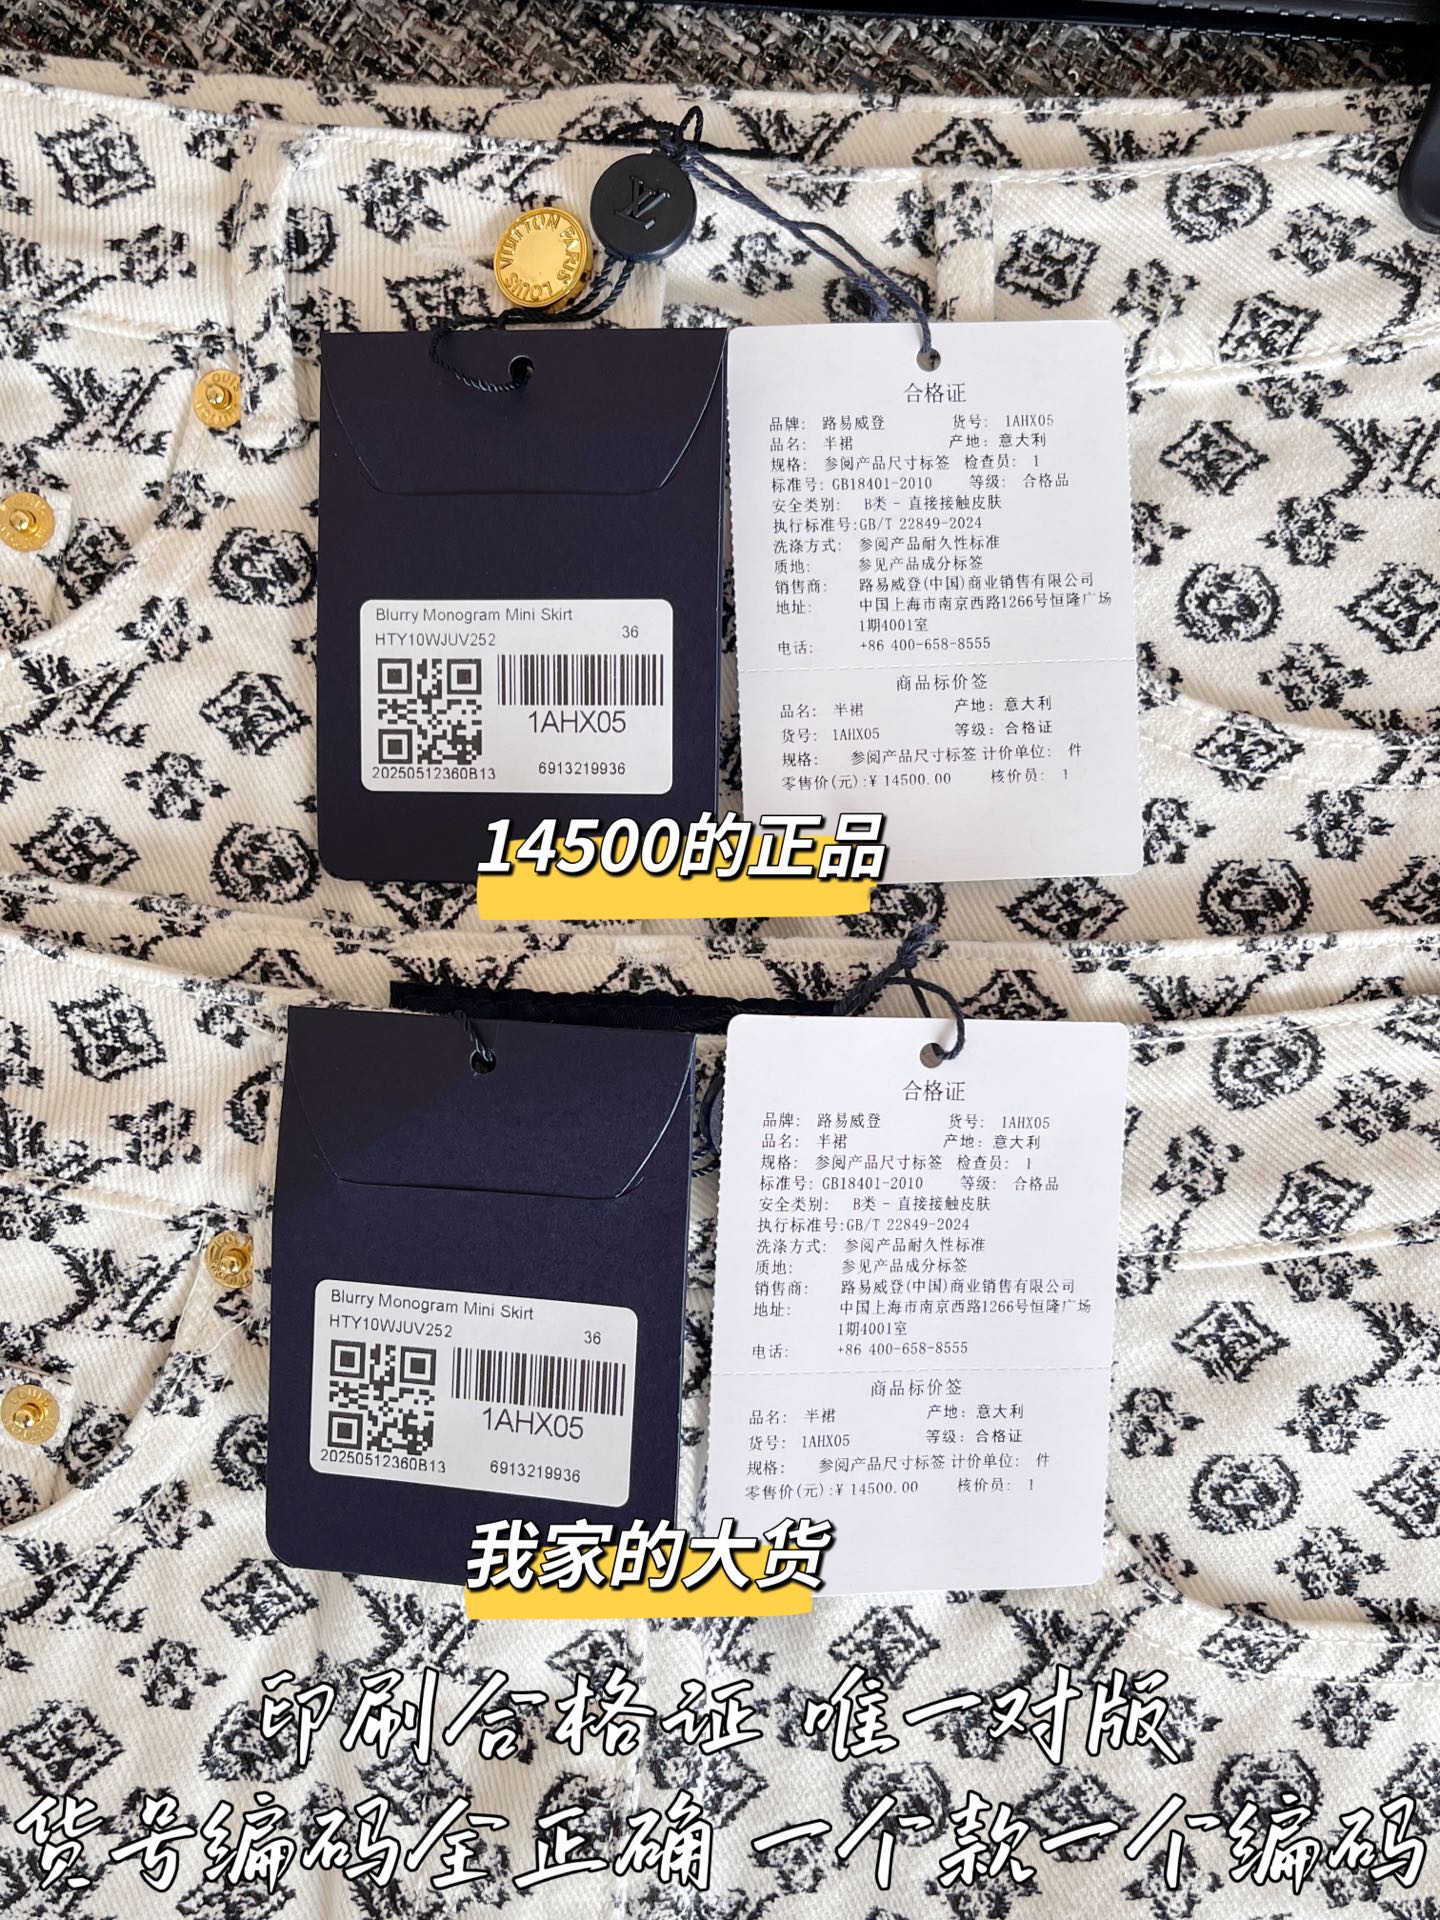 LOUIS VUITTON PARIS
LV
合格证
品牌: 路易威登 货号: 1AHX05
品名: 半裙 产地: 意大利
规格: 参阅产品尺寸标签 检查员: 1
标准号: GB18401-2010 等级: 合格品
安全类别: B类 - 直接接触皮肤
执行标准号:GB/T 22849-2024
洗涤方式: 参阅产品耐久性标准
质地: 参见产品成分标签
销售商: 路易威登(中国)商业销售有限公司
地址: 中国上海市南京西路1266号恒隆广场
1期4001室
电话: +86 400-658-8555
商品标价签
品名: 半裙 产地: 意大利
货号: 1AHX05 等级: 合格证
规格: 参阅产品尺寸标签 计价单位: 件
零售价(元):¥ 14500.00 核价员: 1
Blurry Monogram Mini Skirt
HTY10WJUV252 36
1AHX05
20250512360B13 6913219936
14500的正品
合格证
品牌: 路易威登 货号: 1AHX05
品名: 半裙 产地: 意大利
规格: 参阅产品尺寸标签 检查员: 1
标准号: GB18401-2010 等级: 合格品
安全类别: B类 - 直接接触皮肤
执行标准号:GB/T 22849-2024
洗涤方式: 参阅产品耐久性标准
质地: 参见产品成分标签
销售商: 路易威登(中国)商业销售有限公司
地址: 中国上海市南京西路1266号恒隆广场
1期4001室
电话: +86 400-658-8555
商品标价签
品名: 半裙 产地: 意大利
货号: 1AHX05 等级: 合格证
规格: 参阅产品尺寸标签 计价单位: 件
零售价(元):¥ 14500.00 核价员: 1
Blurry Monogram Mini Skirt
HTY10WJUV252 36
1AHX05
20250512360B13 6913219936
我家的大货
印刷合格证 唯一对版
货号编码全正确 一个款一个编码